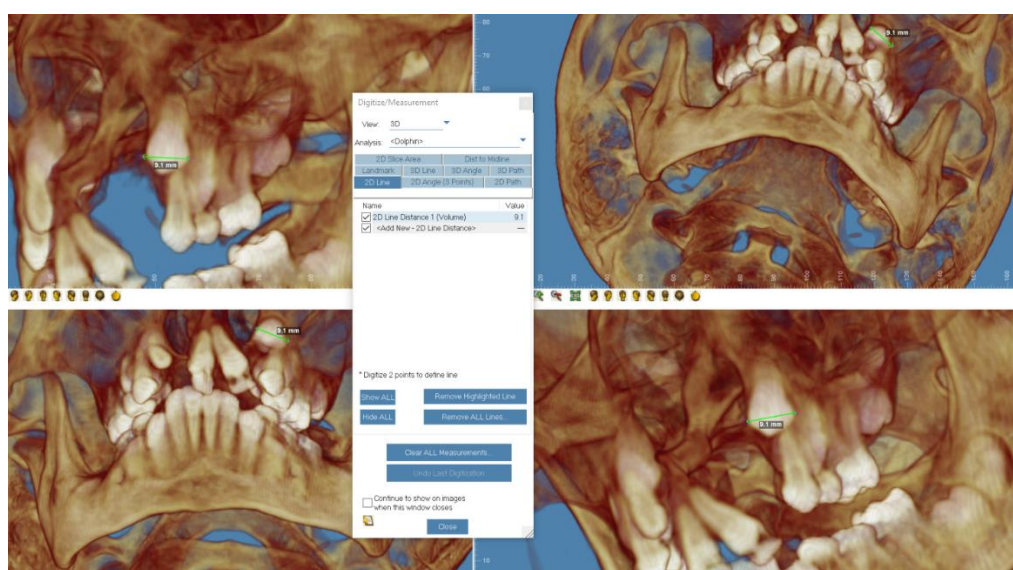 80
70
60
9.1 mm
9.1 mm
Digitize/Measurement
View: 3D
Analysis: <Dolphin>
2D Slice Area Dist to Midline
Landmark 3D Line 3D Angle 3D Path
2D Line 2D Angle (3 Points) 2D Path
Name Value
2D Line Distance 1 (Volume) 9.1
<Add New - 2D Line Distance> —
9.1 mm
9.1 mm
* Digitize 2 points to define line
Show ALL Remove Highlighted Line
Hide ALL Remove ALL Lines...
Clear ALL Measurements...
Undo Last Digitization
Continue to show on images
when this window closes
Close
10